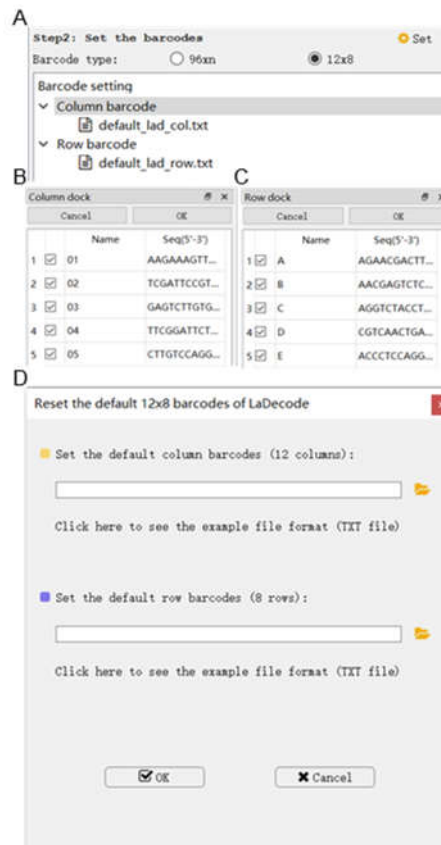 A
Step2: Set the barcodes
Set
Barcode type:
96xn
12x8
Barcode setting
Column barcode
default_lad_col.txt
Row barcode
default_lad_row.txt
B
Column dock
Cancel
OK
Name
Seq(5'-3')
1 01 AAGAAAGTT...
2 02 TCGATTCCGT...
3 03 GAGTCTTGTG...
4 04 TTCGGATTCT...
5 05 CTTGTCCAGG...
C
Row dock
Cancel
OK
Name
Seq(5'-3')
1 A AGAACGACTT...
2 B AACGAGTCTC...
3 C AGGTCTACCT...
4 D CGTCAACTGA...
5 E ACCCTCCAGG...
D
Reset the default 12x8 barcodes of LaDecode
Set the default column barcodes (12 columns):
Click here to see the example file format (TXT file)
Set the default row barcodes (8 rows):
Click here to see the example file format (TXT file)
OK
Cancel